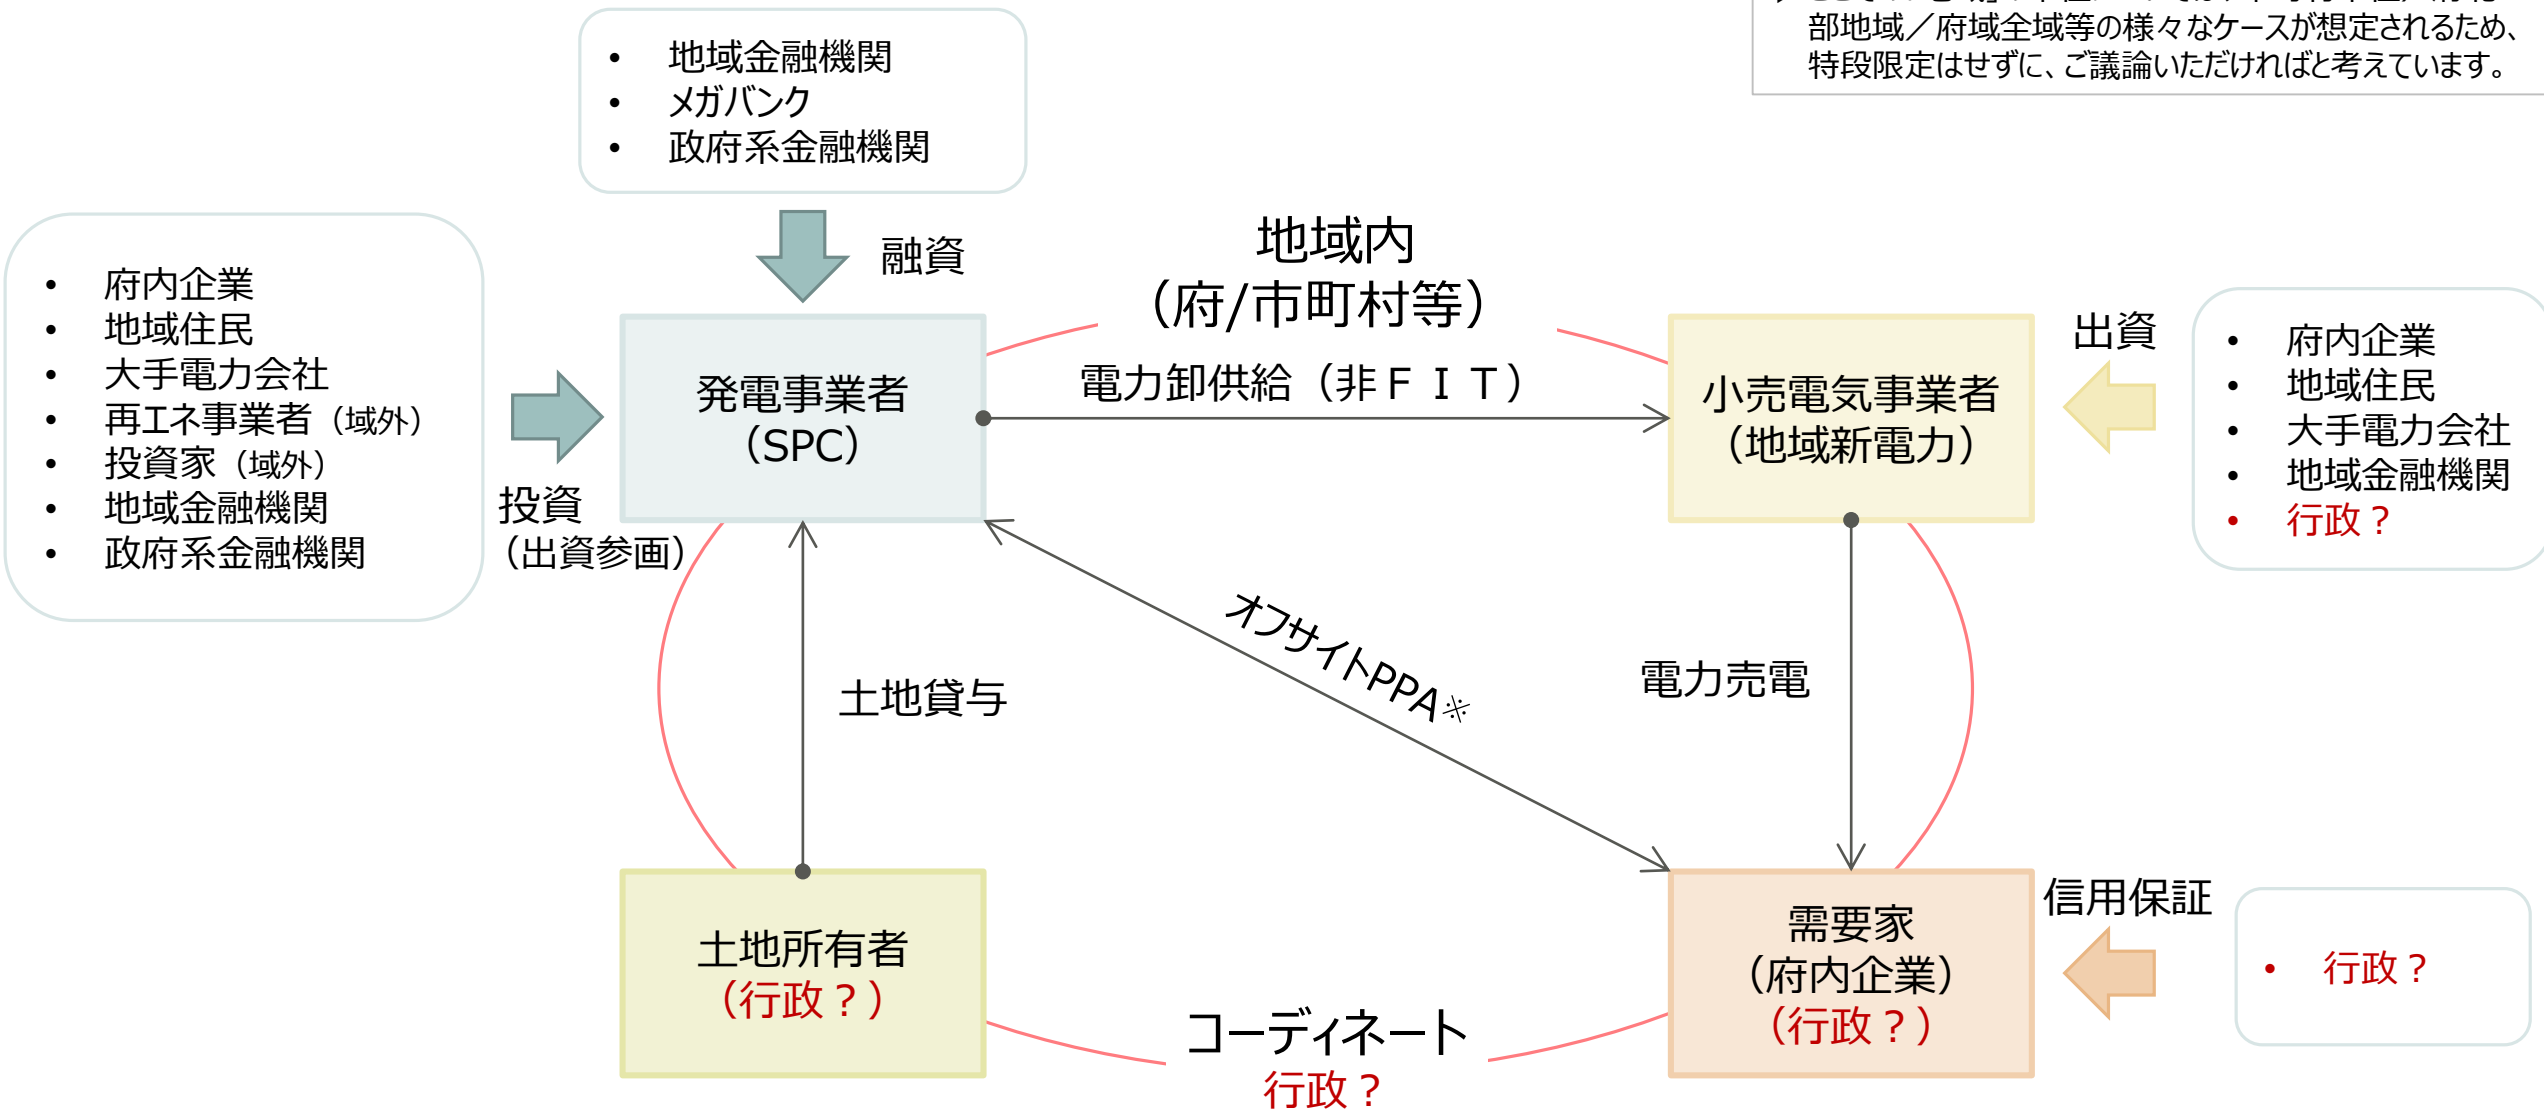 部地域／府域全域等の様々なケースが想定されるため、
特段限定はせずに、ご議論いただければと考えています。
• 地域金融機関
• メガバンク
• 政府系金融機関
融資
• 府内企業
• 地域住民
• 大手電力会社
• 再エネ事業者（域外）
• 投資家（域外）
• 地域金融機関
• 政府系金融機関
投資
（出資参画）
地域内
（府/市町村等）
発電事業者
（SPC）
電力卸供給（非ＦＩＴ）
小売電気事業者
（地域新電力）
出資
• 府内企業
• 地域住民
• 大手電力会社
• 地域金融機関
• 行政？
オフサイトPPA※
土地貸与
電力売電
土地所有者
（行政？）
コーディネート
行政？
需要家
（府内企業）
（行政？）
信用保証
• 行政？